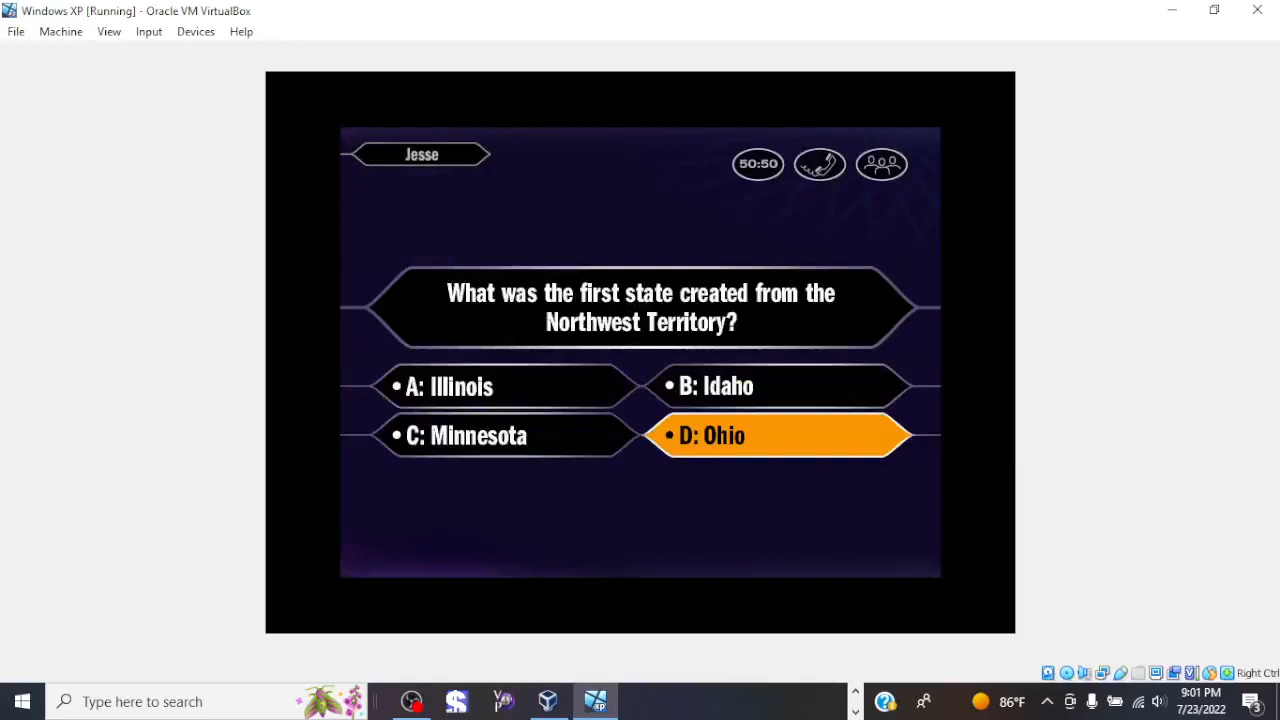 Windows XP [Running] - Oracle VM VirtualBox
File Machine View Input Devices Help
Jesse
50:50
What was the first state created from the
Northwest Territory?
• A: Illinois
• B: Idaho
• C: Minnesota
• D: Ohio
Right Ctrl
Type here to search
86°F
9:01 PM
7/23/2022
3